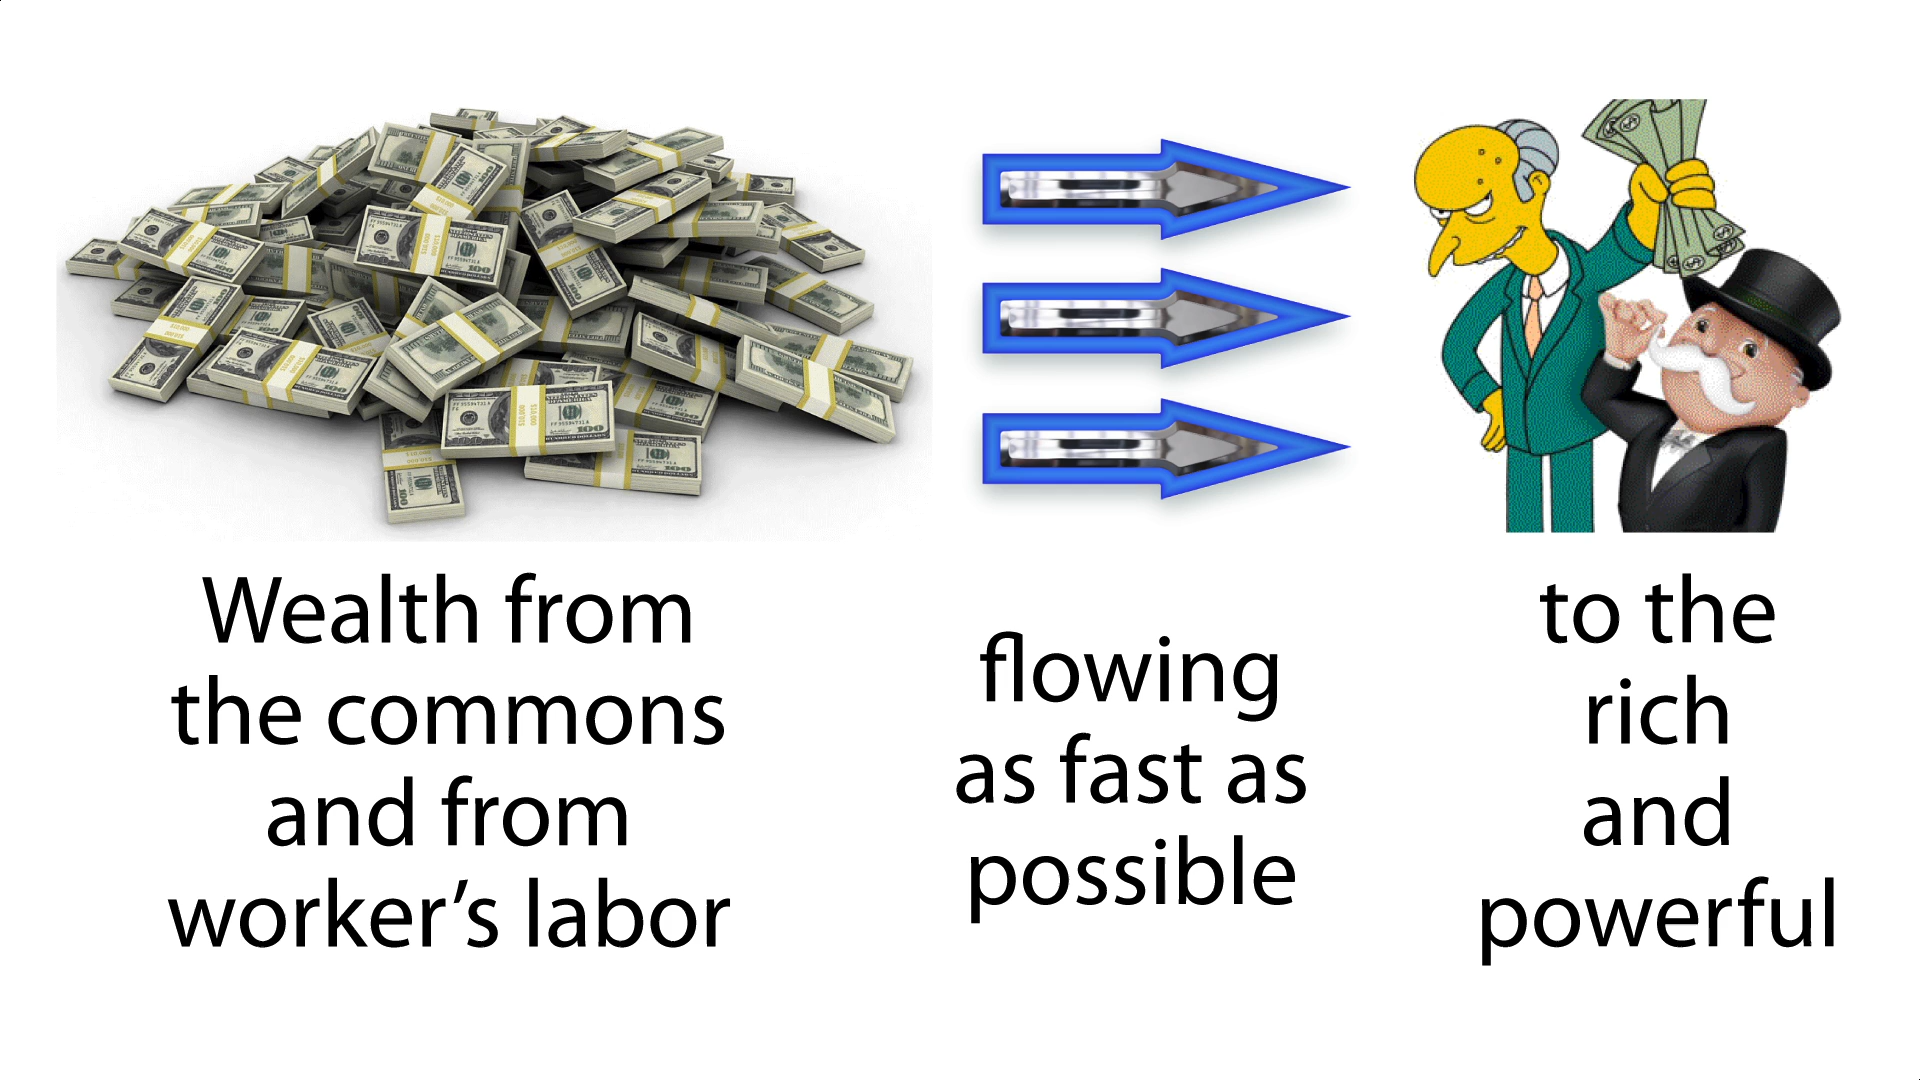 Wealth from
the commons
and from
worker’s labor
flowing
as fast as
possible
to the
rich
and
powerful